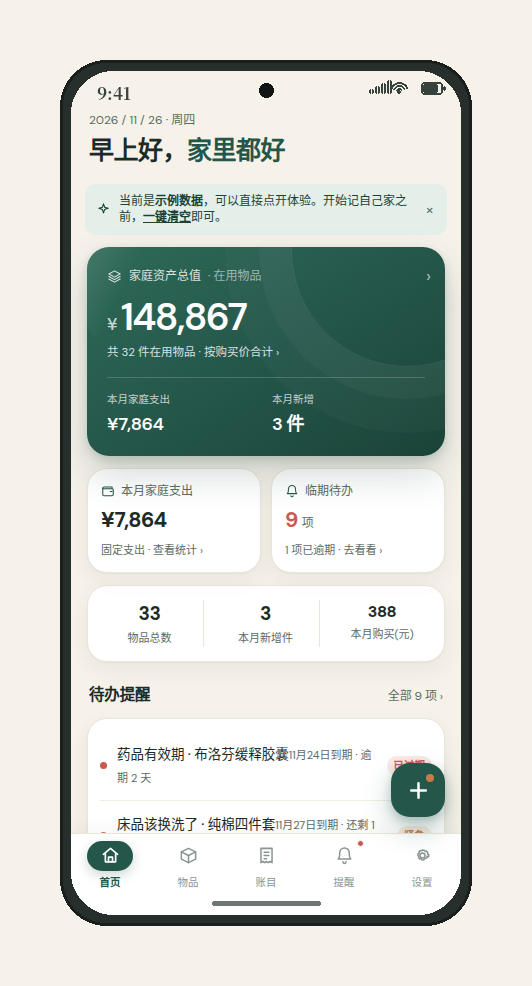 9:41
2026 / 11 / 26 · 周四
早上好，家里都好
当前是示例数据，可以直接点开体验。开始记自己家之
前，一键清空即可。
×
家庭资产总值 · 在用物品 ›
¥148,867
共 32 件在用物品 · 按购买价合计 ›
本月家庭支出 本月新增
¥7,864 3 件
本月家庭支出
¥7,864
固定支出 · 查看统计 ›
临期待办
9 项
1 项已逾期 · 去看看 ›
33 3 388
物品总数 本月新增件 本月购买(元)
待办提醒 全部 9 项 ›
药品有效期 · 布洛芬缓释胶囊 11月24日到期 · 逾
期 2 天
床品该换洗了 · 纯棉四件套 11月27日到期 · 还剩 1
首页 物品 账目 提醒 设置